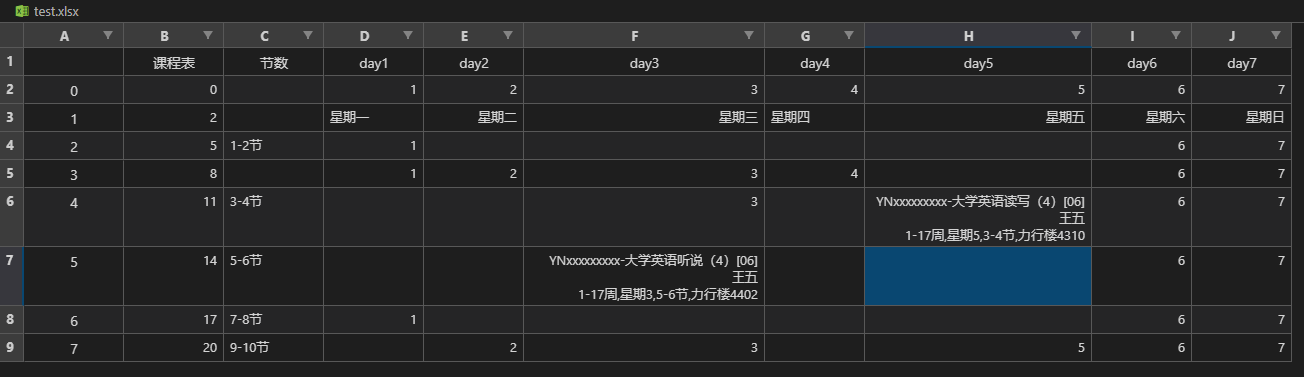 test.xlsx
A B C D E F G H I J
1 课程表 节数 day1 day2 day3 day4 day5 day6 day7
2 0 0 1 2 3 4 5 6 7
3 1 2 星期一 星期二 星期三 星期四 星期五 星期六 星期日
4 2 5 1-2节 1 6 7
5 3 8 1 2 3 4 6 7
6 4 11 3-4节 3 YNxxxxxxxxx-大学英语读写（4）[06] 6 7
王五
1-17周,星期5,3-4节,力行楼4310
7 5 14 5-6节 YNxxxxxxxxx-大学英语听说（4）[06] 6 7
王五
1-17周,星期3,5-6节,力行楼4402
8 6 17 7-8节 1 6 7
9 7 20 9-10节 2 3 5 6 7